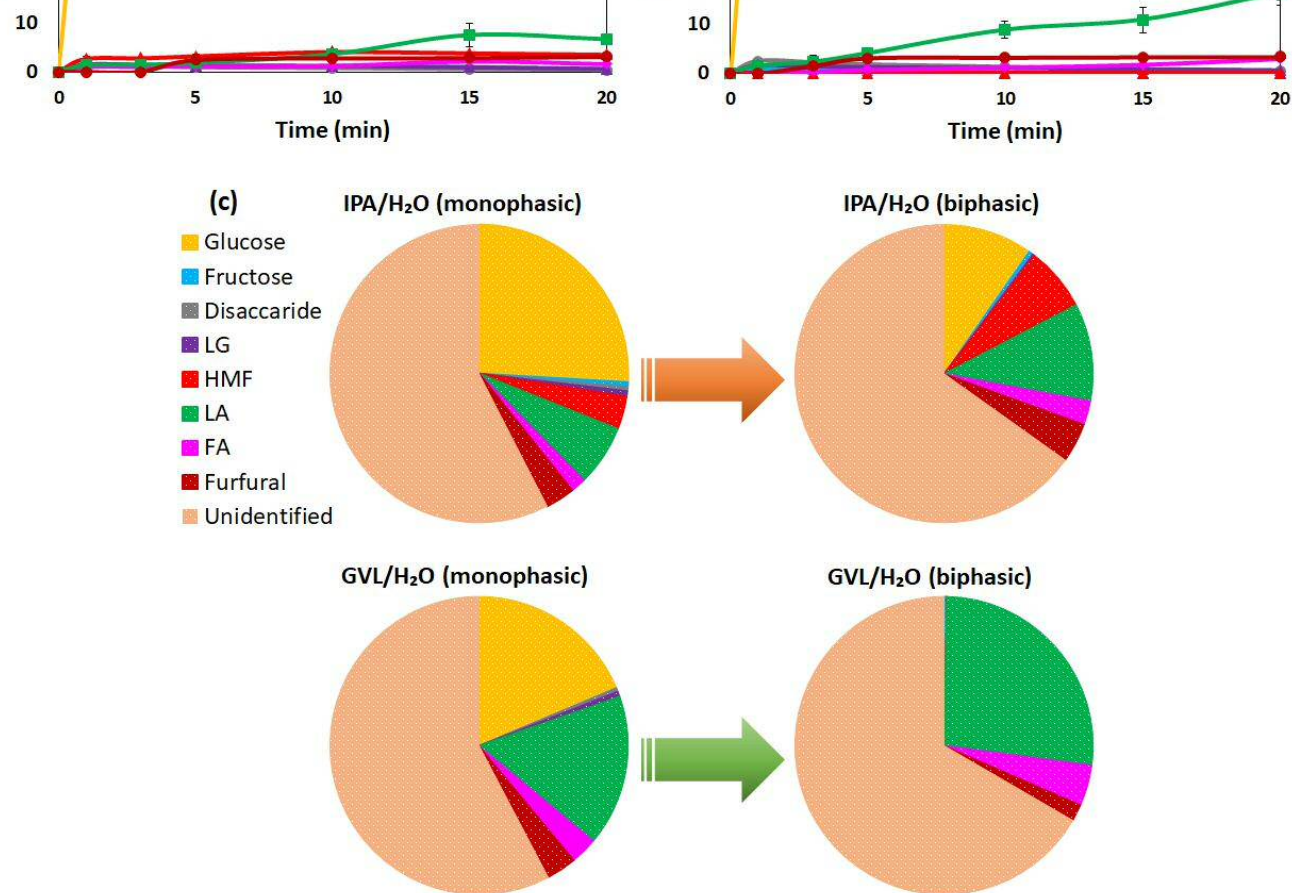 10
0
0 5 10 15 20
Time (min)
10
0
0 5 10 15 20
Time (min)
(c)
Glucose
Fructose
Disaccaride
LG
HMF
LA
FA
Furfural
Unidentified
IPA/H₂O (monophasic)
IPA/H₂O (biphasic)
GVL/H₂O (monophasic)
GVL/H₂O (biphasic)